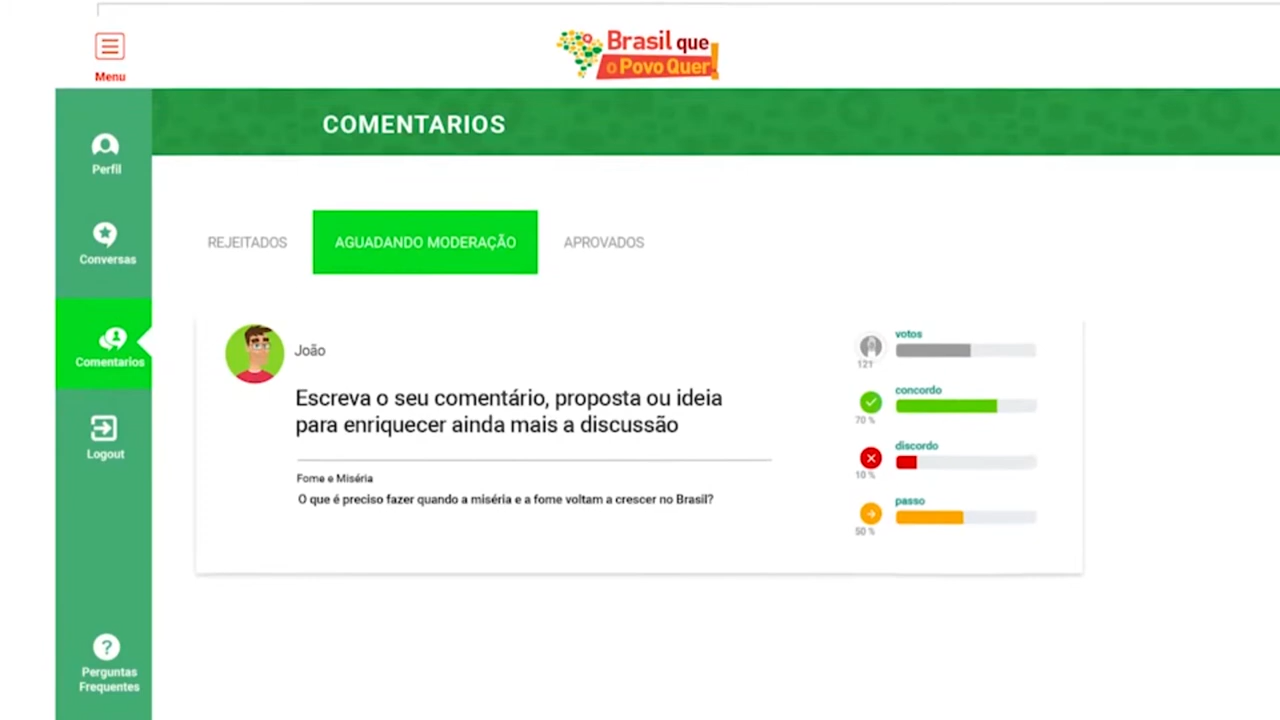 Menu
Brasil que
o Povo Quer!
COMENTARIOS
Perfil
Conversas
Comentarios
Logout
Perguntas
Frequentes
REJEITADOS
AGUADANDO MODERAÇÃO
APROVADOS
João
Escreva o seu comentário, proposta ou ideia
para enriquecer ainda mais a discussão
Fome e Miséria
O que é preciso fazer quando a miséria e a fome voltam a crescer no Brasil?
votos
121
concordo
70 %
discordo
10 %
passo
50 %
?